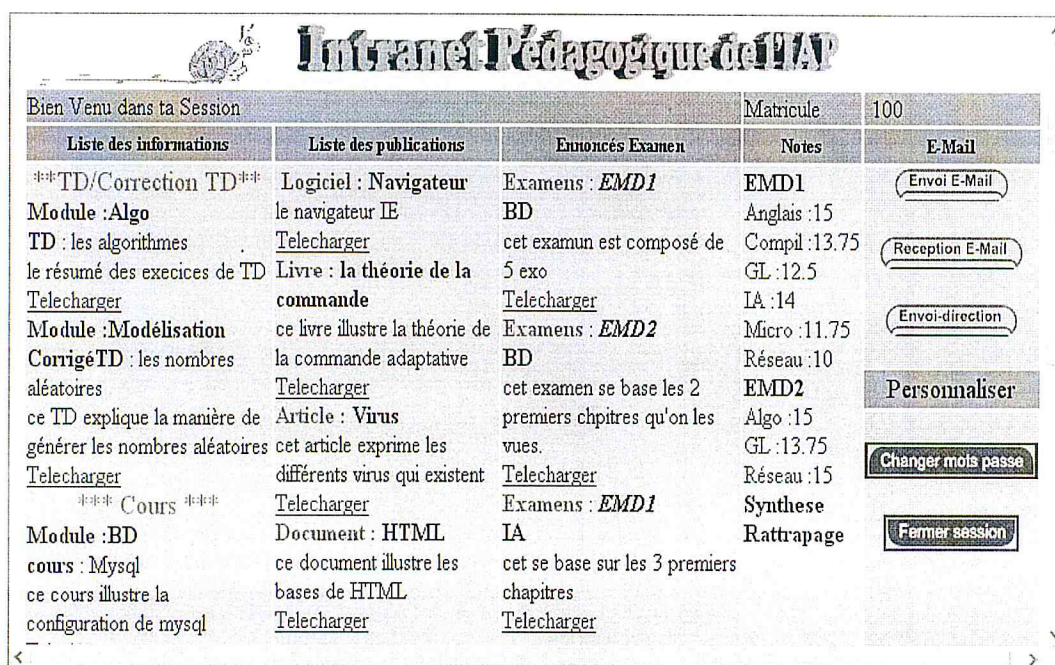 Intranet Pédagogique de l'IAP
Bien Venu dans ta Session
Matricule
100
Liste des informations
Liste des publications
Ennoncés Examen
Notes
E-Mail
**TD/Correction TD**
Module :Algo
TD : les algorithmes
le résumé des execices de TD
Telecharger
Module :Modélisation
CorrigéTD : les nombres
aléatoires
ce TD explique la manière de
générer les nombres aléatoires
Telecharger
*** Cours ***
Module :BD
cours : Mysql
ce cours illustre la
configuration de mysql
Logiciel : Navigateur
le navigateur IE
Telecharger
Livre : la théorie de la
commande
ce livre illustre la théorie de
la commande adaptative
Telecharger
Article : Virus
cet article exprime les
différents virus qui existent
Telecharger
Document : HTML
ce document illustre les
bases de HTML
Telecharger
Examens : EMD1
BD
cet examun est composé de
5 exo
Telecharger
Examens : EMD2
BD
cet examen se base les 2
premiers chpitres qu'on les
vues.
Telecharger
Examens : EMD1
IA
cet se base sur les 3 premiers
chapitres
Telecharger
EMD1
Anglais :15
Compil :13.75
GL :12.5
IA :14
Micro :11.75
Réseau :10
EMD2
Algo :15
GL :13.75
Réseau :15
Synthese
Rattrapage
Envoi E-Mail
Reception E-Mail
Envoi-direction
Personnaliser
Changer mois passe
Fermer session